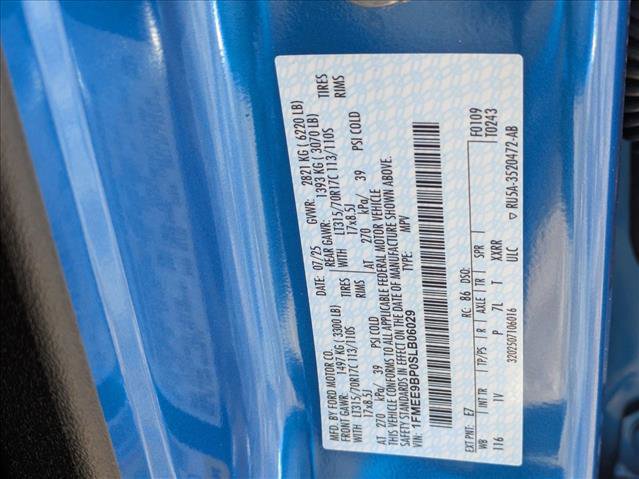 MFD. BY FORD MOTOR CO.
DATE: 07/25 GVWR: 2821 KG ( 6220 LB)
FRONT GAWR: 1497 KG (3300 LB) REAR GAWR: 1393 KG ( 3070 LB)
WITH LT315/70R17C 113/110S TIRES WITH LT315/70R17C 113/110S TIRES
17x8.5J RIMS 17x8.5J RIMS
AT 270 kPa/ 39 PSI COLD AT 270 kPa/ 39 PSI COLD
THIS VEHICLE CONFORMS TO ALL APPLICABLE FEDERAL MOTOR VEHICLE
SAFETY STANDARDS IN EFFECT ON THE DATE OF MANUFACTURE SHOWN ABOVE.
VIN: 1FMEE9BP0SLB06029 TYPE: MPV
EXT PNT: E7 RC: 86 DSO: F0109
WB INT TR TP/PS R AXLE TR SPR T0243
116 IV P 7L T XXRR
3202507106016 ULC ▽ RU5A-3520472-AB